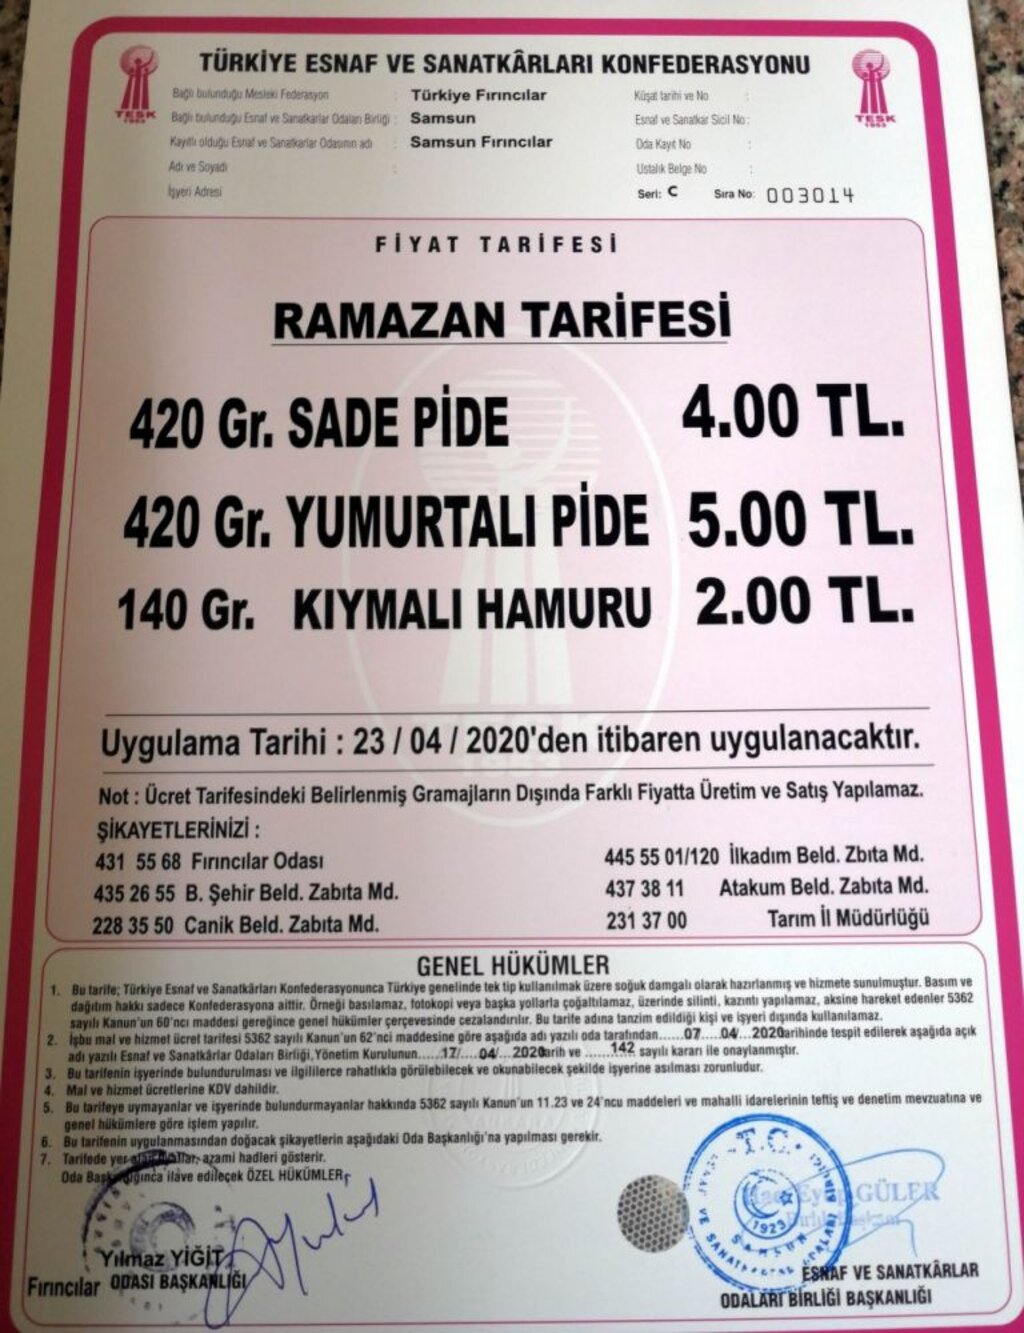 TÜRKİYE ESNAF VE SANATKÂRLARI KONFEDERASYONU
TESK
1963
TESK
1963
Bağlı bulunduğu Mesleki Federasyon : Türkiye Fırıncılar
Bağlı bulunduğu Esnaf ve Sanatkarlar Odaları Birliği : Samsun
Kayıtlı olduğu Esnaf ve Sanatkarlar Odasının adı : Samsun Fırıncılar
Adı ve Soyadı :
İşyeri Adresi
Küşat tarihi ve No :
Esnaf ve Sanatkar Sicil No :
Oda Kayıt No :
Ustalık Belge No :
Seri: C Sıra No: 003014
FİYAT TARİFESİ
RAMAZAN TARİFESİ
420 Gr. SADE PİDE 4.00 TL.
420 Gr. YUMURTALI PİDE 5.00 TL.
140 Gr. KIYMALI HAMURU 2.00 TL.
Uygulama Tarihi : 23 / 04 / 2020'den itibaren uygulanacaktır.
Not : Ücret Tarifesindeki Belirlenmiş Gramajların Dışında Farklı Fiyatta Üretim ve Satış Yapılamaz.
ŞİKAYETLERİNİZİ :
431 55 68 Fırıncılar Odası 445 55 01/120 İlkadım Beld. Zbıta Md.
435 26 55 B. Şehir Beld. Zabıta Md. 437 38 11 Atakum Beld. Zabıta Md.
228 35 50 Canik Beld. Zabıta Md. 231 37 00 Tarım İl Müdürlüğü
GENEL HÜKÜMLER
1. Bu tarife; Türkiye Esnaf ve Sanatkârları Konfederasyonunca Türkiye genelinde tek tip kullanılmak üzere soğuk damgalı olarak hazırlanmış ve hizmete sunulmuştur. Basım ve
dağıtım hakkı sadece Konfederasyona aittir. Örneği basılamaz, fotokopi veya başka yollarla çoğaltılamaz, üzerinde silinti, kazıntı yapılamaz, aksine hareket edenler 5362
sayılı Kanun'un 60'ncı maddesi gereğince genel hükümler çerçevesinde cezalandırılır. Bu tarife adına tanzim edildiği kişi ve işyeri dışında kullanılamaz.
2. İşbu mal ve hizmet ücret tarifesi 5362 sayılı Kanun'un 62'nci maddesine göre aşağıda adı yazılı oda tarafından.....07...04.../2020tarihinde tespit edilerek aşağıda açık
adı yazılı Esnaf ve Sanatkârlar Odaları Birliği, Yönetim Kurulunun.....17/.....04/...2020tarih ve .......142 sayılı kararı ile onaylanmıştır.
3. Bu tarifenin işyerinde bulundurulması ve ilgililerce rahatlıkla görülebilecek ve okunabilecek şekilde işyerine asılması zorunludur.
4. Mal ve hizmet ücretlerine KDV dahildir.
5. Bu tarifeye uymayanlar ve işyerinde bulundurmayanlar hakkında 5362 sayılı Kanun'un 11.23 ve 24'ncu maddeleri ve mahalli idarelerinin teftiş ve denetim mevzuatına ve
genel hükümlere göre işlem yapılır.
6. Bu tarifenin uygulanmasından doğacak şikayetlerin aşağıdaki Oda Başkanlığı'na yapılması gerekir.
7. Tarifede yer alan fiyatlar, azami hadleri gösterir.
Oda Başkanlığınca ilave edilecek ÖZEL HÜKÜMLER;
Yılmaz YİĞİT
Fırıncılar ODASI BAŞKANLIĞI
T.C.
1923
SAMSUN
GÜLER
ESNAF VE SANATKÂRLAR
ODALARI BİRLİĞİ BAŞKANLIĞI